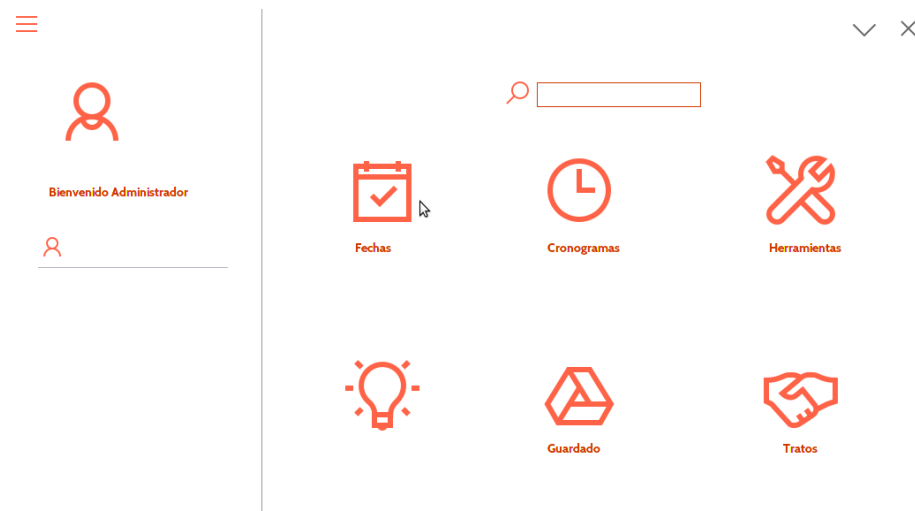 Bienvenido Administrador
Fechas
Cronogramas
Herramientas
Guardado
Tratos